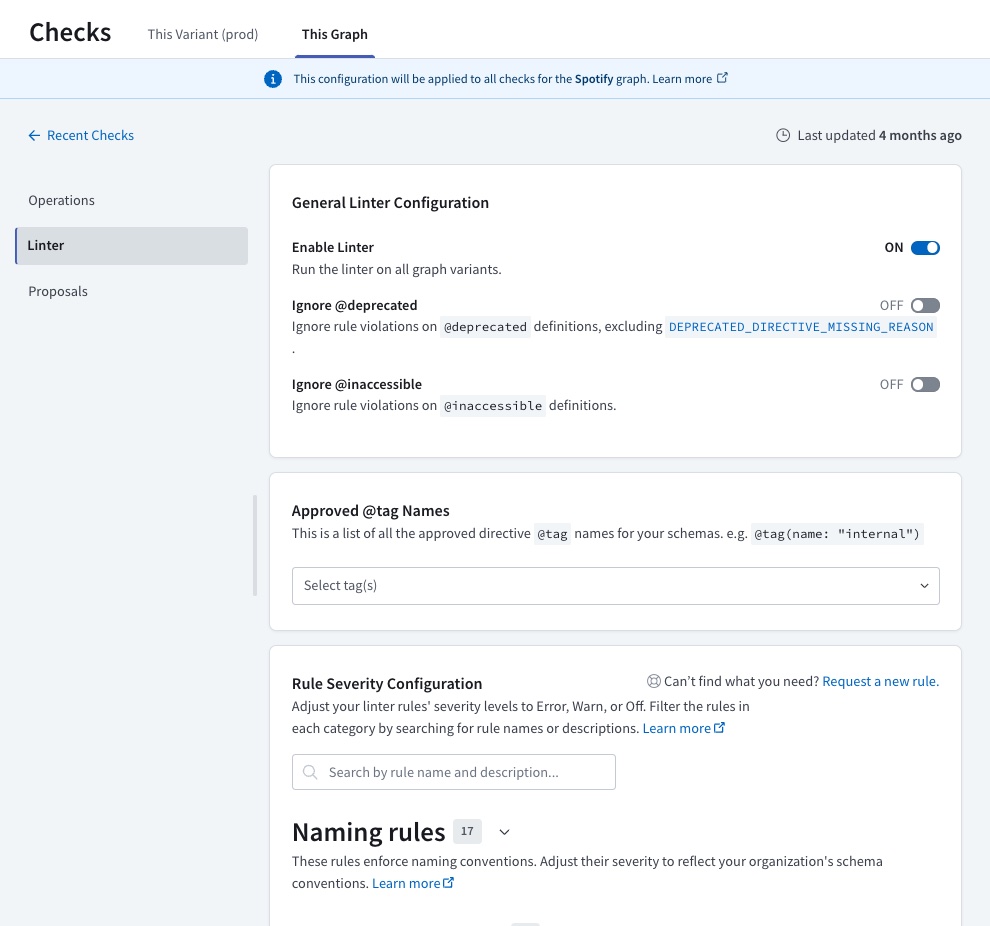 Checks
This Variant (prod)
This Graph
This configuration will be applied to all checks for the Spotify graph. Learn more
Recent Checks
Last updated 4 months ago
Operations
Linter
Proposals
General Linter Configuration
Enable Linter
ON
Run the linter on all graph variants.
Ignore @deprecated
OFF
Ignore rule violations on @deprecated definitions, excluding DEPRECATED_DIRECTIVE_MISSING_REASON
.
Ignore @inaccessible
OFF
Ignore rule violations on @inaccessible definitions.
Approved @tag Names
This is a list of all the approved directive @tag names for your schemas. e.g. @tag(name: "internal")
Select tag(s)
Rule Severity Configuration
Can’t find what you need? Request a new rule.
Adjust your linter rules' severity levels to Error, Warn, or Off. Filter the rules in
each category by searching for rule names or descriptions. Learn more
Search by rule name and description...
Naming rules 17
These rules enforce naming conventions. Adjust their severity to reflect your organization's schema
conventions. Learn more